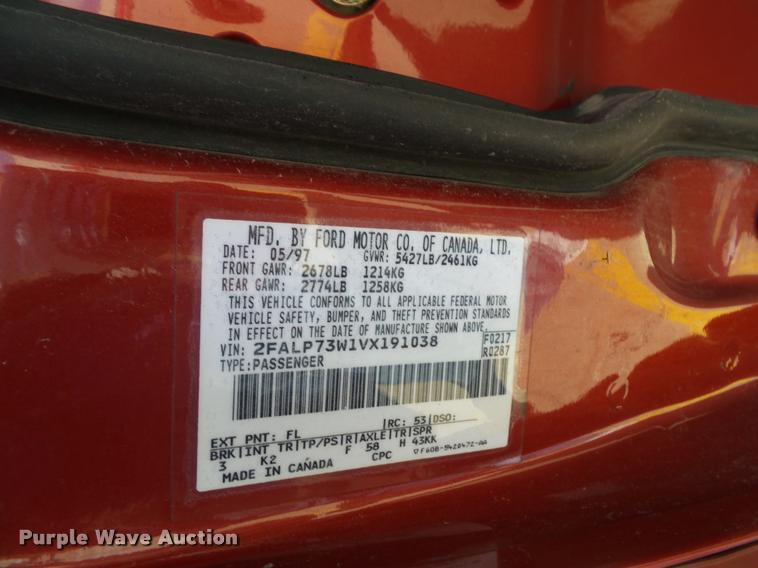 MFD. BY FORD MOTOR CO. OF CANADA, LTD.
DATE: 05/97 GVWR: 5427LB/2461KG
FRONT GAWR: 2678LB 1214KG
REAR GAWR: 2774LB 1258KG
THIS VEHICLE CONFORMS TO ALL APPLICABLE FEDERAL MOTOR
VEHICLE SAFETY, BUMPER, AND THEFT PREVENTION STANDARDS
IN EFFECT ON THE DATE OF MANUFACTURE SHOWN ABOVE.
VIN: 2FALP73W1VX191038 F0217
TYPE: PASSENGER R0287
EXT PNT: FL RC: 53 DSO:
BRK INT TR TP/PS R AXLE TR SPR
3 K2 F 58 H 43KK
MADE IN CANADA CPC ▽F60B-5420472-AA
Purple Wave Auction